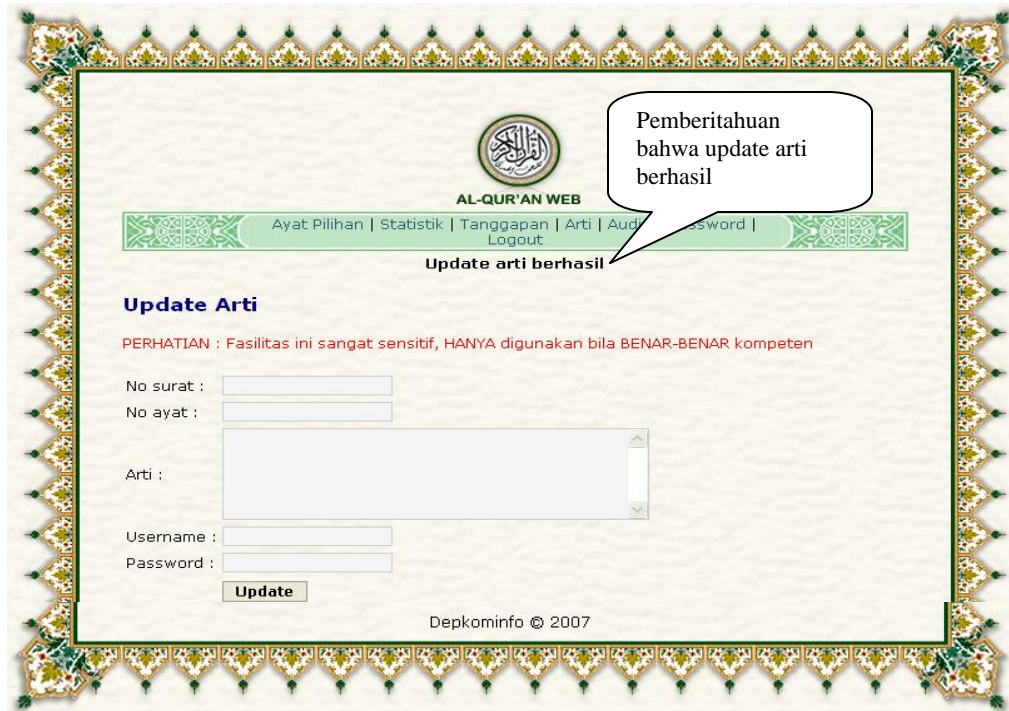 Pemberitahuan
bahwa update arti
berhasil
AL-QUR'AN WEB
Ayat Pilihan | Statistik | Tanggapan | Arti | Audi ssword |
Logout
Update arti berhasil
Update Arti
PERHATIAN : Fasilitas ini sangat sensitif, HANYA digunakan bila BENAR-BENAR kompeten
No surat :
No ayat :
Arti :
Username :
Password :
Update
Depkominfo © 2007